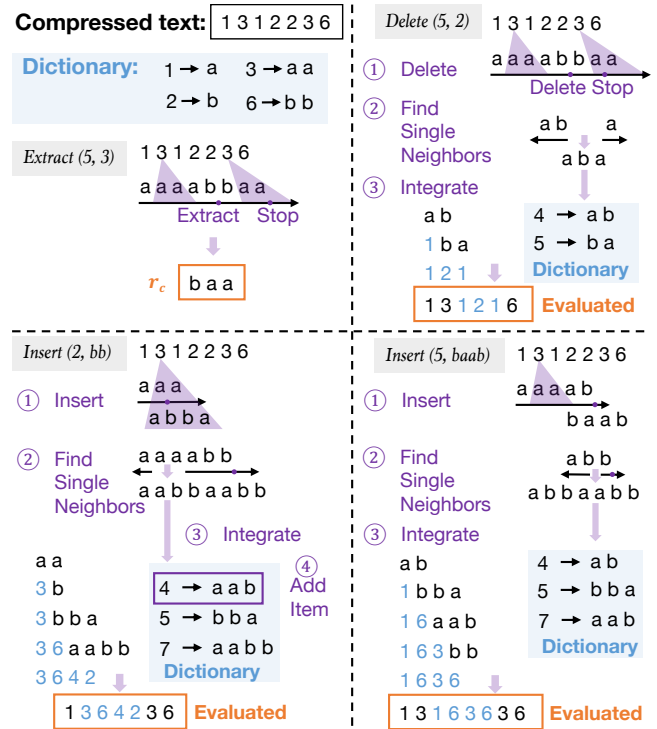 Compressed text: 1 3 1 2 2 3 6
Dictionary:
1 → a 3 → a a
2 → b 6 → b b
Extract (5, 3)
1 3 1 2 2 3 6
a a a a b b a a
Extract Stop
r_c b a a
Delete (5, 2)
1 3 1 2 2 3 6
① Delete
a a a a b b a a
Delete Stop
② Find Single Neighbors
a b a
a b a
③ Integrate
a b
1 b a
1 2 1
4 → a b
5 → b a
Dictionary
1 3 1 2 1 6 Evaluated
Insert (2, bb)
1 3 1 2 2 3 6
① Insert
a a a
a b b a
② Find Single Neighbors
a a a a b b
a a b b a a b b
③ Integrate
④ Add Item
a a
3 b
3 b b a
3 6 a a b b
3 6 4 2
4 → a a b
5 → b b a
7 → a a b b
Dictionary
1 3 6 4 2 3 6 Evaluated
Insert (5, baab)
1 3 1 2 2 3 6
① Insert
a a a a b
b a a b
② Find Single Neighbors
a b b
a b b a a b b
③ Integrate
a b
1 b b a
1 6 a a b
1 6 3 b b
1 6 3 6
4 → a b
5 → b b a
7 → a a b
Dictionary
1 3 1 6 3 6 3 6 Evaluated